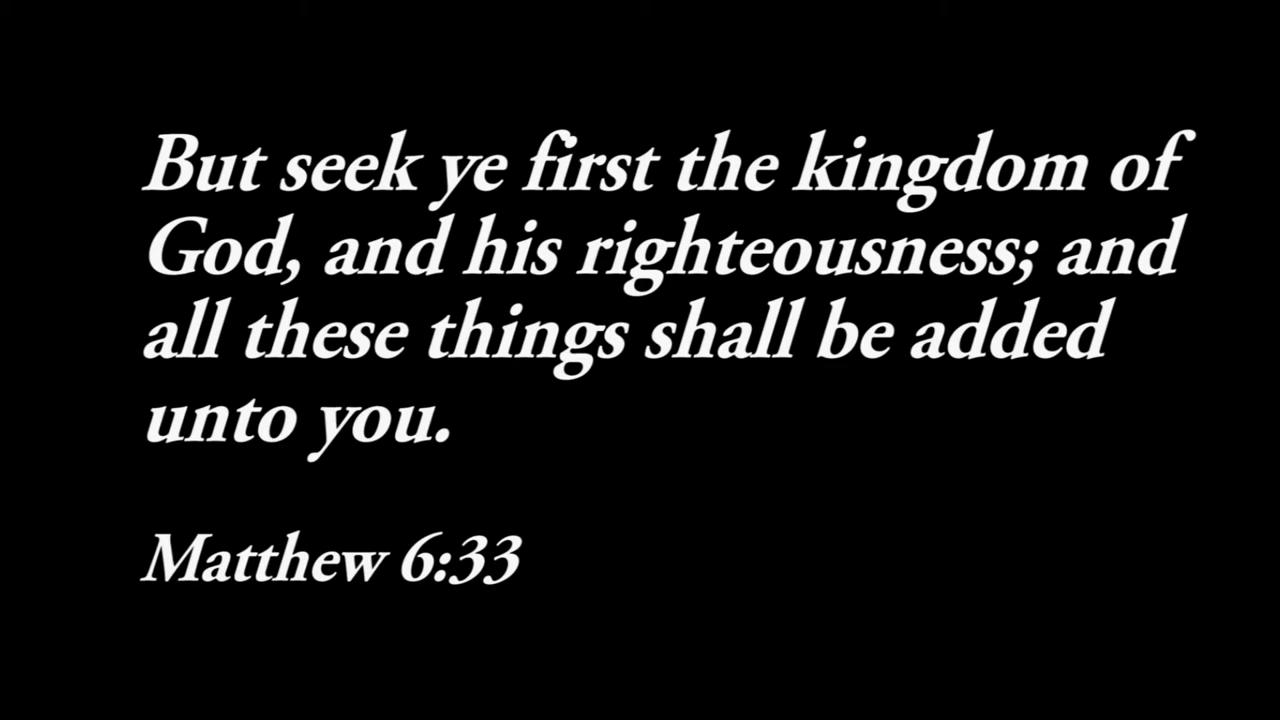 But seek ye first the kingdom of
God, and his righteousness; and
all these things shall be added
unto you.
Matthew 6:33